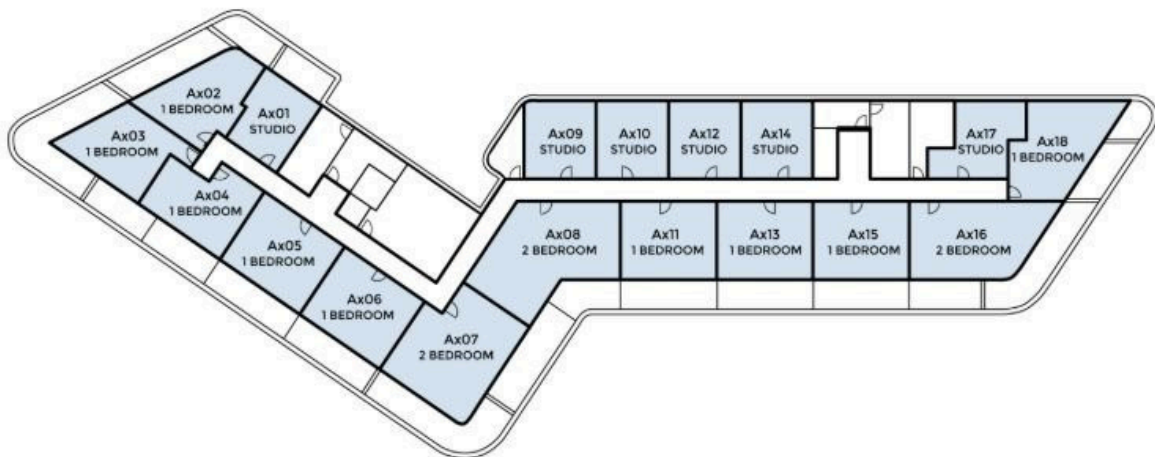 Ax02
1 BEDROOM
Ax01
STUDIO
Ax03
1 BEDROOM
Ax04
1 BEDROOM
Ax05
1 BEDROOM
Ax06
1 BEDROOM
Ax07
2 BEDROOM
Ax08
2 BEDROOM
Ax09
STUDIO
Ax10
STUDIO
Ax12
STUDIO
Ax14
STUDIO
Ax17
STUDIO
Ax18
1 BEDROOM
Ax11
1 BEDROOM
Ax13
1 BEDROOM
Ax15
1 BEDROOM
Ax16
2 BEDROOM